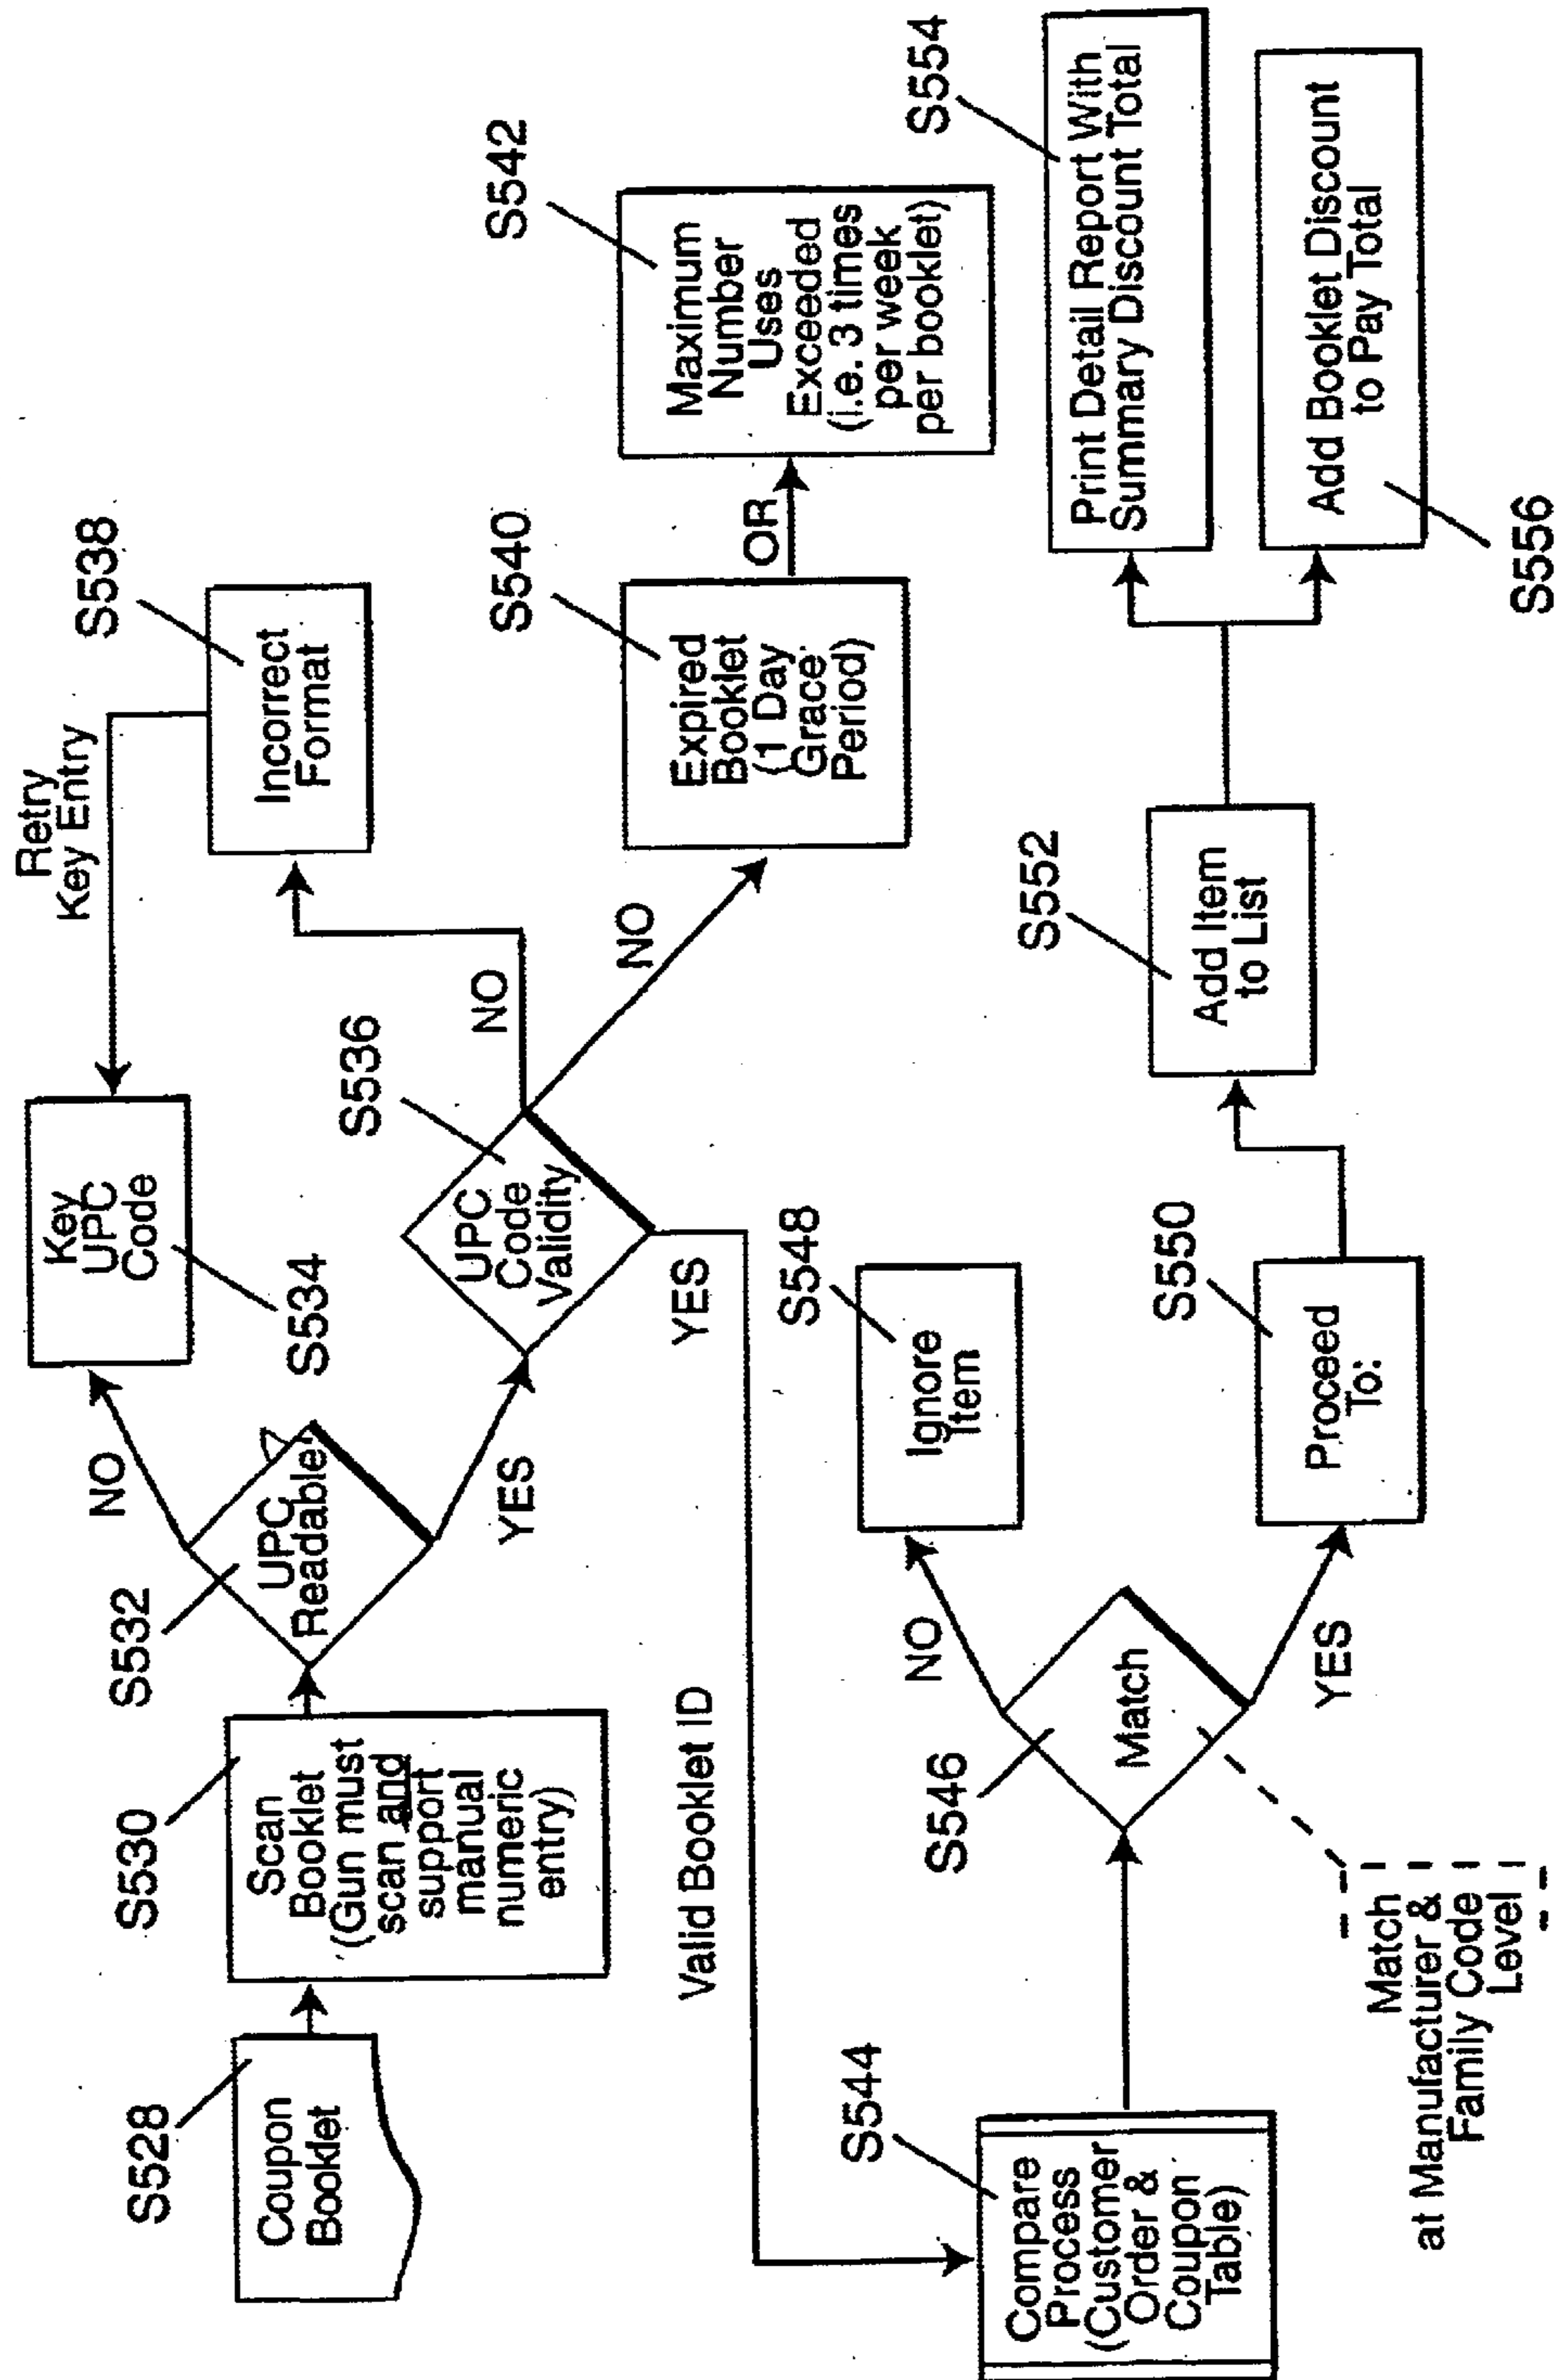 S528
Coupon
Booklet
S530
Scan
Booklet
(Gun must
scan and
support
manual
numeric
entry)
S532
UPC
Readable
NO
YES
Key
UPC
Code
S534
Retry
Key Entry
S536
UPC
Code
Validity
NO
NO
YES
S538
Incorrect
Format
S540
Expired
Booklet
(1 Day
Grace
Period)
OR
S542
Maximum
Number
Uses
Exceeded
(i.e. 3 times
per week
per booklet)
Valid Booklet ID
S544
Compare
Process
(Customer
Order &
Coupon
Table)
S546
Match
Match
at Manufacturer &
Family Code
Level
NO
YES
S548
Ignore
Item
S550
Proceed
To:
S552
Add Item
to List
S554
Print Detail Report With
Summary Discount Total
Add Booklet Discount
to Pay Total
S556